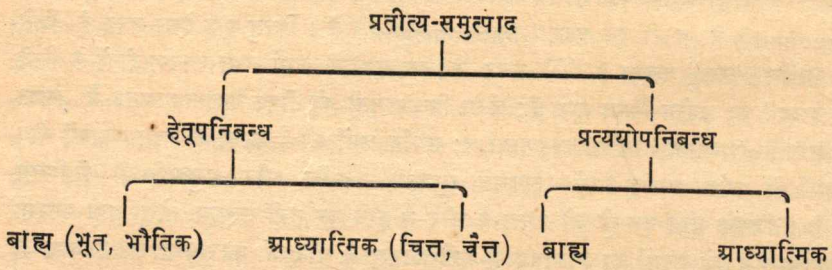 प्रतीत्य-समुत्पाद
हेतूपनिबन्ध प्रत्ययोपनिबन्ध
बाह्य (भूत, भौतिक) आध्यात्मिक (चित्त, चैत्त) बाह्य आध्यात्मिक